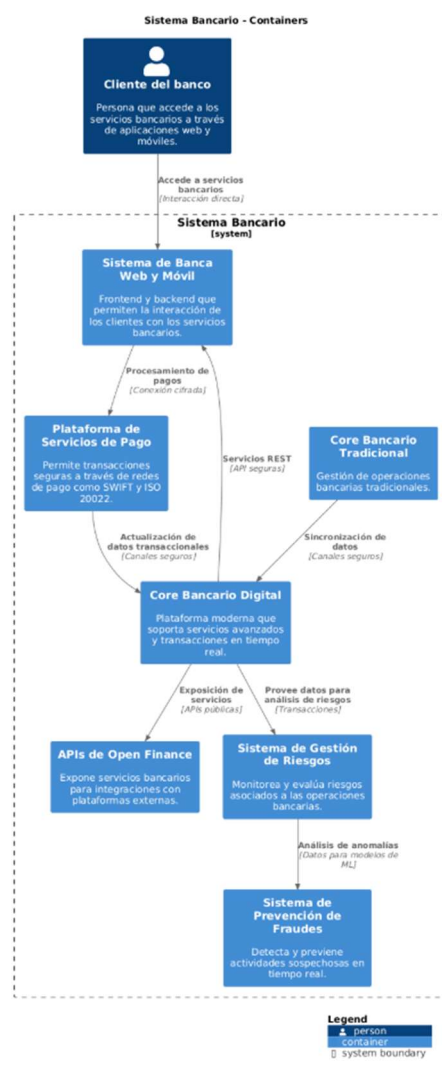 Sistema Bancario - Containers
Cliente del banco
Persona que accede a los
servicios bancarios a través
de aplicaciones web y
móviles.
Accede a servicios
bancarios
[Interacción directa]
Sistema Bancario
[system]
Sistema de Banca
Web y Móvil
Frontend y backend que
permiten la interacción de
los clientes con los servicios
bancarios.
Procesamiento de
pagos
[Conexión cifrada]
Plataforma de
Servicios de Pago
Permite transacciones
seguras a través de redes
de pago como SWIFT y ISO
20022.
Servicios REST
[API seguras]
Core Bancario
Tradicional
Gestión de operaciones
bancarias tradicionales.
Actualización de
datos transaccionales
[Canales seguros]
Sincronización de
datos
[Canales seguros]
Core Bancario Digital
Plataforma moderna que
soporta servicios avanzados
y transacciones en tiempo
real.
Exposición de
servicios
[APIs públicas]
Provee datos para
análisis de riesgos
[Transacciones]
APIs de Open Finance
Expone servicios bancarios
para integraciones con
plataformas externas.
Sistema de Gestión
de Riesgos
Monitorea y evalúa riesgos
asociados a las operaciones
bancarias.
Análisis de anomalías
[Datos para modelos de
ML]
Sistema de
Prevención de
Fraudes
Detecta y previene
actividades sospechosas en
tiempo real.
Legend
person
container
system boundary